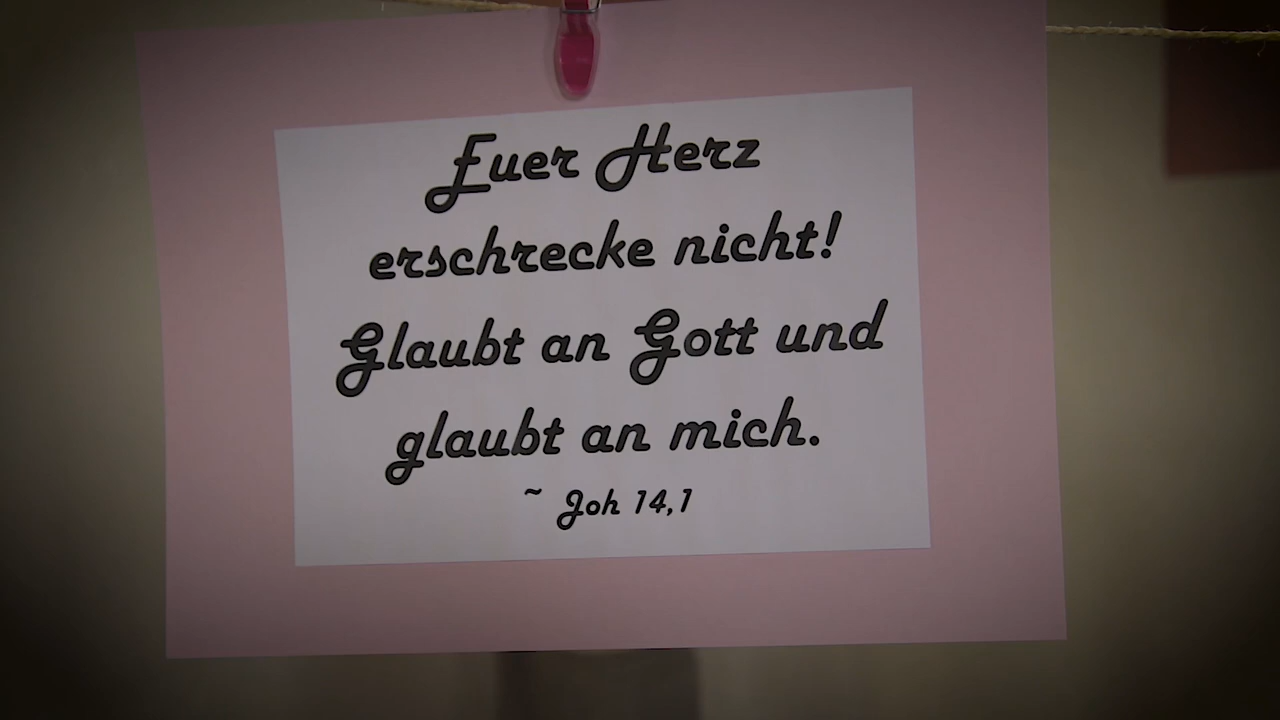 Euer Herz
erschrecke nicht!
Glaubt an Gott und
glaubt an mich.
~ Joh 14,1